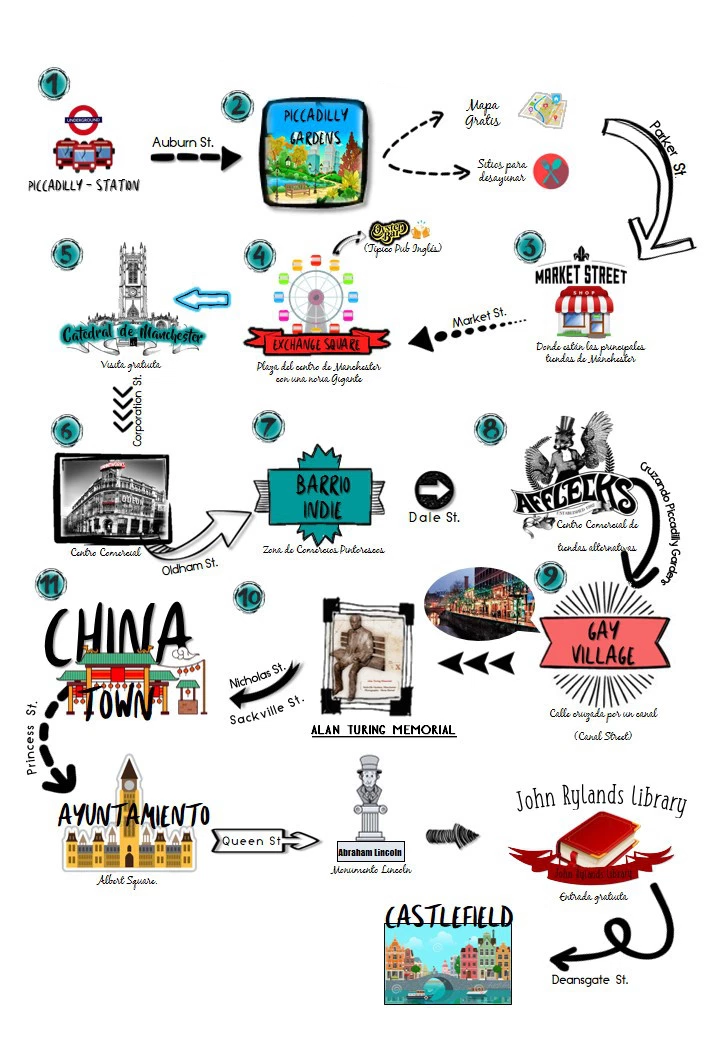 1
UNDERGROUND
PICCADILLY - STATION
Auburn St.
2
PICCADILLY
GARDENS
Mapa
Gratis
Sitios para
desayunar
Parker St.
5
Catedral de Manchester
Visita gratuita
4
(Típico Pub Inglés)
EXCHANGE SQUARE
Plaza del centro de Manchester
con una noria Gigante
Market St.
3
MARKET STREET
SHOP
Donde están las principales
tiendas de Manchester
Corporation St.
6
Centro Comercial
Oldham St.
7
BARRIO
INDIE
Zona de Comercios Pintorescos
Dale St.
8
AFFLECKS
Centro Comercial de
tiendas alternativas
Cruzando Piccadilly Gardens
11
CHINA
TOWN
10
Nicholas St.
Sackville St.
ALAN TURING MEMORIAL
9
GAY
VILLAGE
Calle cruzada por un canal
(Canal Street)
Princess St.
AYUNTAMIENTO
Albert Square.
Queen St
Abraham Lincoln
Monumento Lincoln
John Rylands Library
John Rylands Library
Entrada gratuita
CASTLEFIELD
Deansgate St.